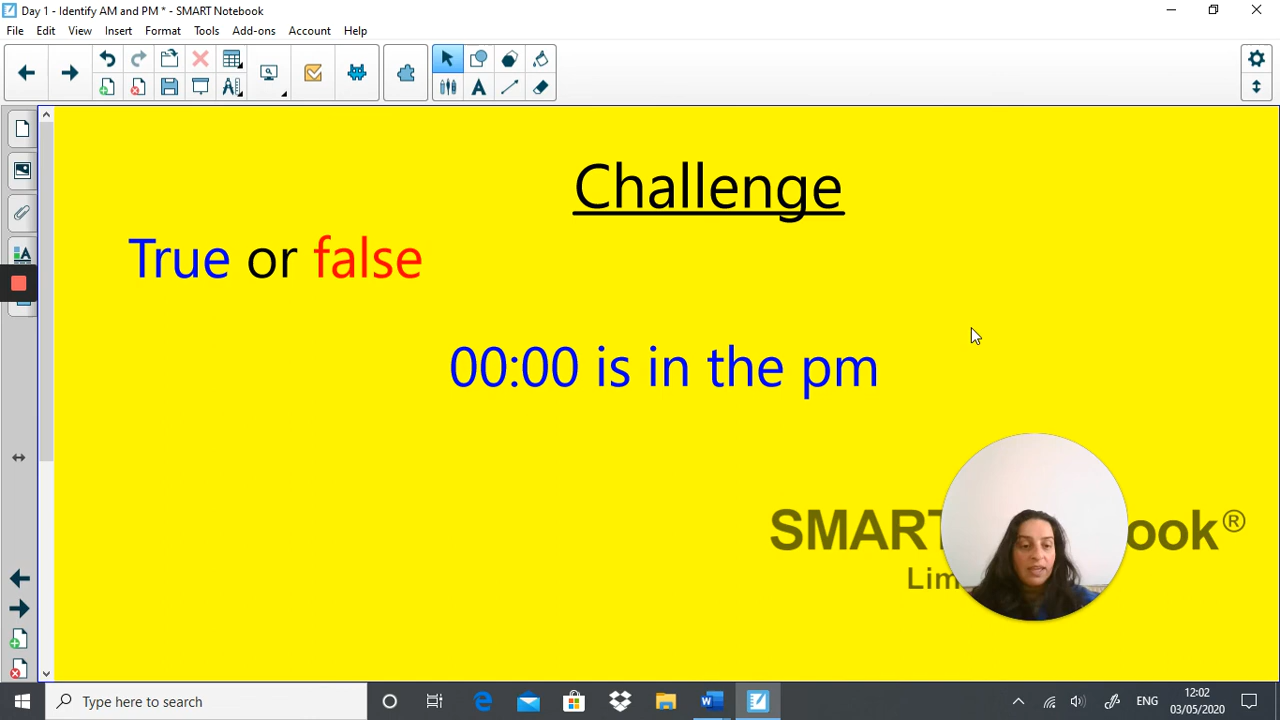 Day 1 - Identify AM and PM * - SMART Notebook
File Edit View Insert Format Tools Add-ons Account Help
Challenge
True or false
00:00 is in the pm
SMART ook®
Lim
Type here to search
ENG
12:02
03/05/2020